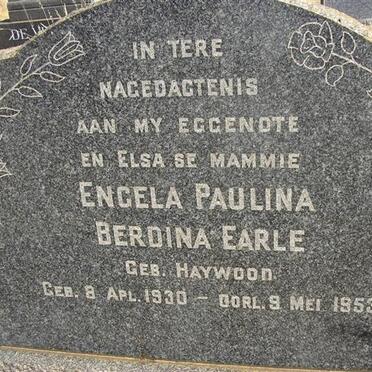 IN TERE
NAGEDAGTENIS
AAN MY EGGENOTE
EN ELSA SE MAMMIE
ENGELA PAULINA
BERDINA EARLE
GEB. HAYWOON
GEB. 8 APL. 1930 - OORL. 9 MEI 1953